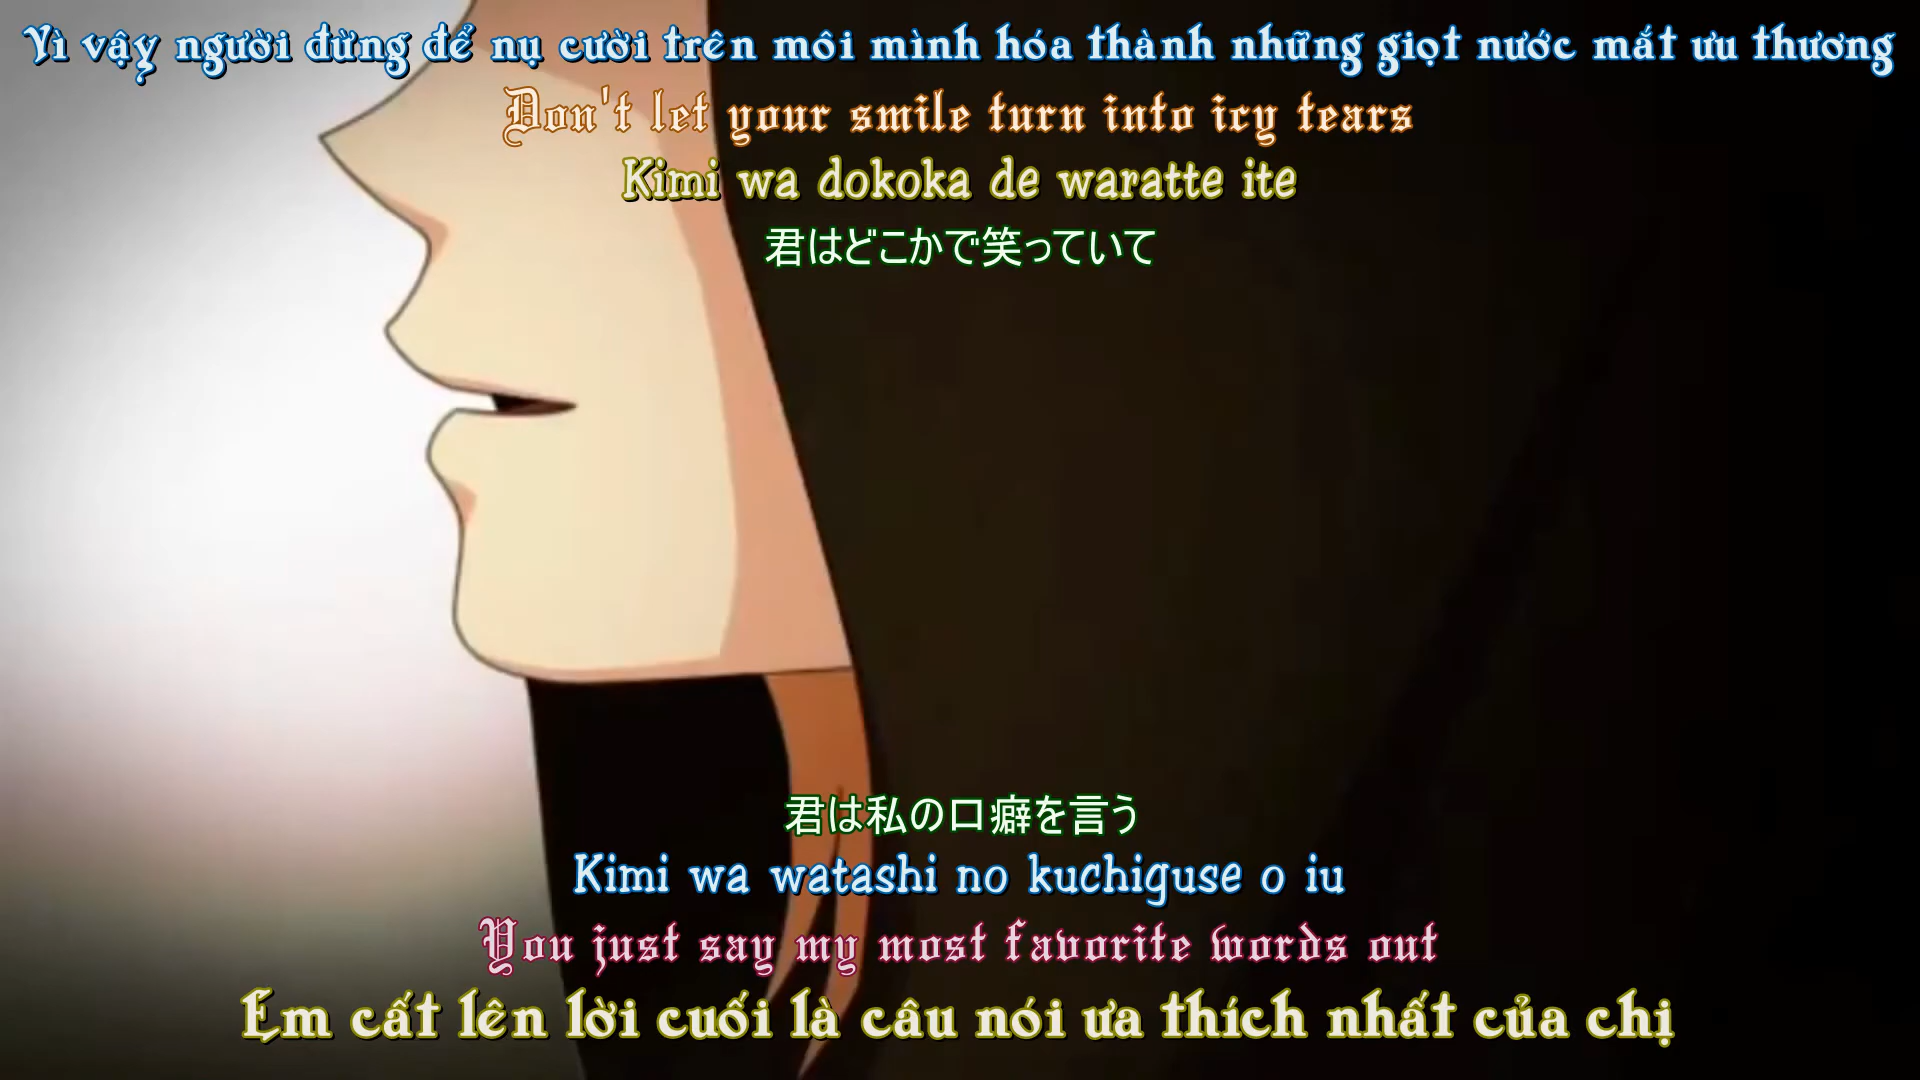 Vì vậy người đừng để nụ cười trên môi mình hóa thành những giọt nước mắt ưu thương
Don't let your smile turn into icy tears
Kimi wa dokoka de waratte ite
君はどこかで笑っていて
君は私の口癖を言う
Kimi wa watashi no kuchiguse o iu
You just say my most favorite words out
Em cất lên lời cuối là câu nói ưa thích nhất của chị